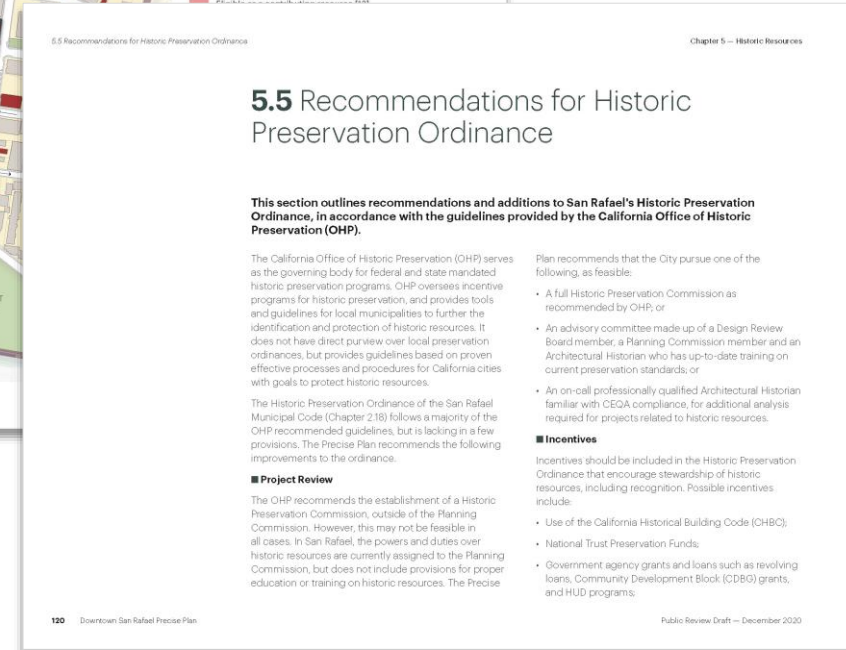 Eligible as a contributing resource
5.5 Recommendations for Historic Preservation Ordinance
Chapter 5 — Historic Resources
5.5 Recommendations for Historic
Preservation Ordinance
This section outlines recommendations and additions to San Rafael's Historic Preservation
Ordinance, in accordance with the guidelines provided by the California Office of Historic
Preservation (OHP).
The California Office of Historic Preservation (OHP) serves
as the governing body for federal and state mandated
historic preservation programs. OHP oversees incentive
programs for historic preservation, and provides tools
and guidelines for local municipalities to further the
identification and protection of historic resources. It
does not have direct purview over local preservation
ordinances, but provides guidelines based on proven
effective processes and procedures for California cities
with goals to protect historic resources.
The Historic Preservation Ordinance of the San Rafael
Municipal Code (Chapter 2.18) follows a majority of the
OHP recommended guidelines, but is lacking in a few
provisions. The Precise Plan recommends the following
improvements to the ordinance.
■ Project Review
The OHP recommends the establishment of a Historic
Preservation Commission, outside of the Planning
Commission. However, this may not be feasible in
all cases. In San Rafael, the powers and duties over
historic resources are currently assigned to the Planning
Commission, but does not include provisions for proper
education or training on historic resources. The Precise
Plan recommends that the City pursue one of the
following, as feasible:
• A full Historic Preservation Commission as
recommended by OHP; or
• An advisory committee made up of a Design Review
Board member, a Planning Commission member and an
Architectural Historian who has up-to-date training on
current preservation standards; or
• An on-call professionally qualified Architectural Historian
familiar with CEQA compliance, for additional analysis
required for projects related to historic resources.
■ Incentives
Incentives should be included in the Historic Preservation
Ordinance that encourage stewardship of historic
resources, including recognition. Possible incentives
include:
• Use of the California Historical Building Code (CHBC);
• National Trust Preservation Funds;
• Government agency grants and loans such as revolving
loans, Community Development Block (CDBG) grants,
and HUD programs;
120 Downtown San Rafael Precise Plan
Public Review Draft — December 2020